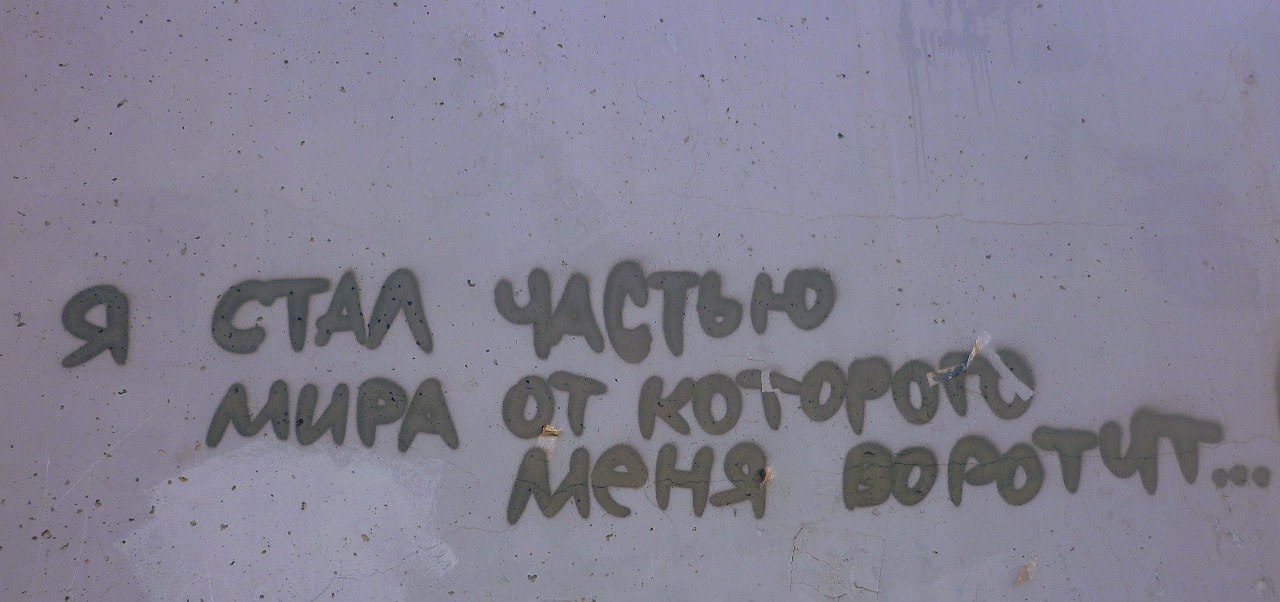 Я СТАЛ ЧАСТЬЮ
МИРА ОТ КОТОРОГО
МЕНЯ ВОРОТИТ...